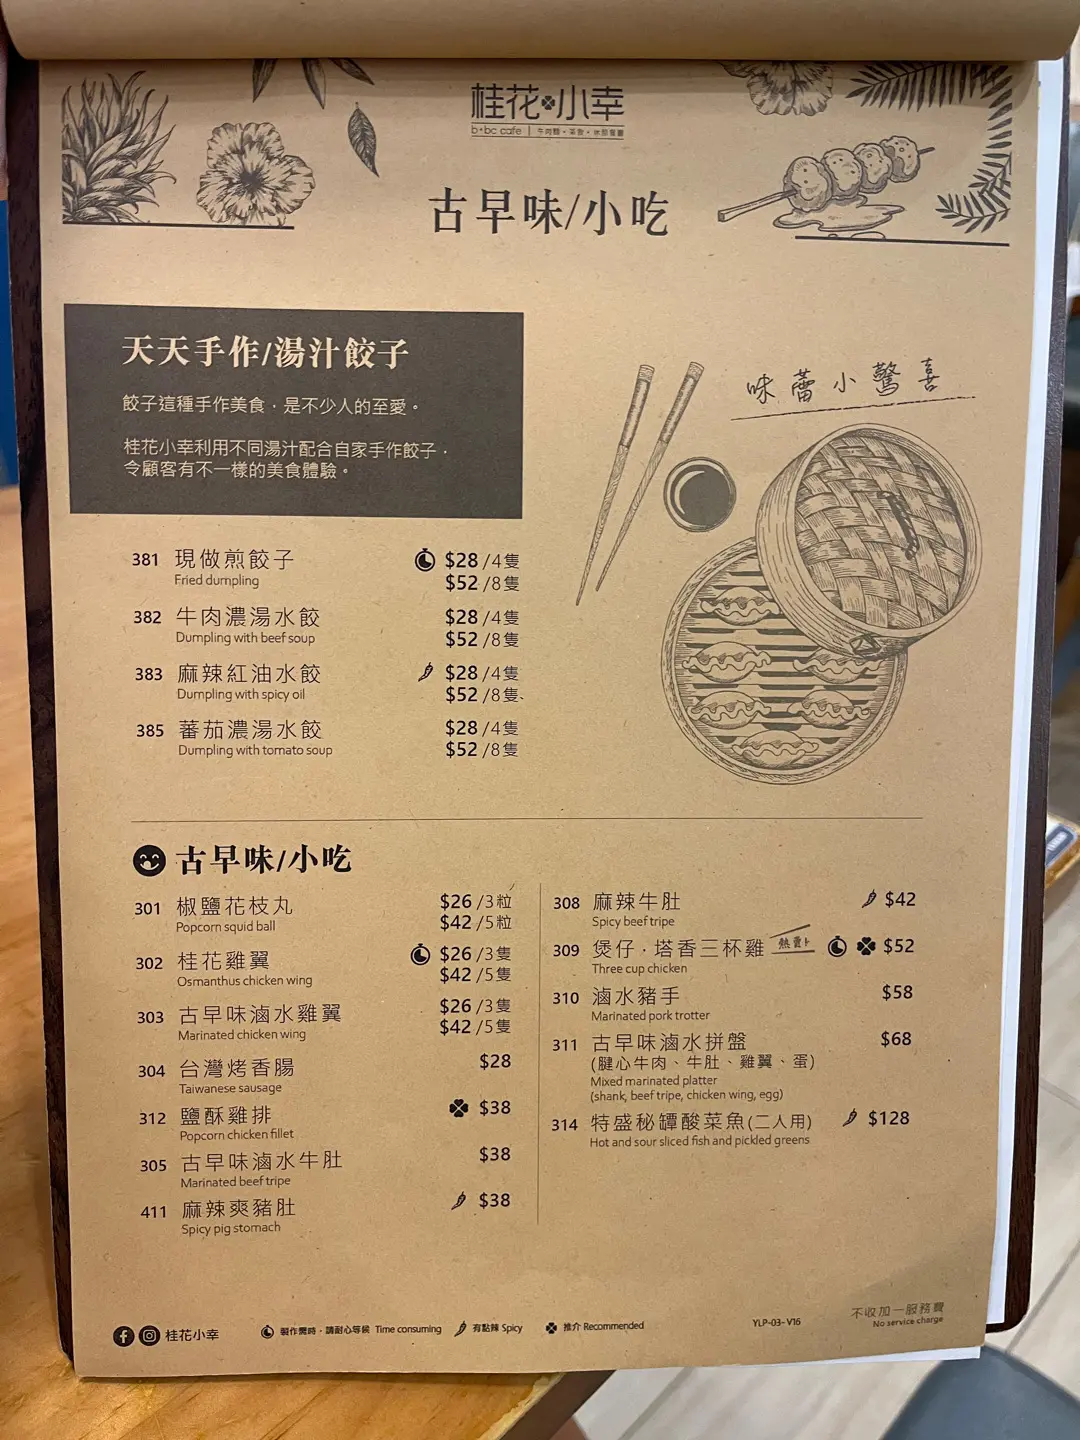 桂花小幸
b+bc cafe | 牛肉麵・茶飲・休閒餐廳
古早味/小吃
天天手作/湯汁餃子
餃子這種手作美食，是不少人的至愛。
桂花小幸利用不同湯汁配合自家手作餃子，
令顧客有不一樣的美食體驗。
味蕾小驚喜
381 現做煎餃子 $28/4隻
Fried dumpling $52/8隻
382 牛肉濃湯水餃 $28/4隻
Dumpling with beef soup $52/8隻
383 麻辣紅油水餃 $28/4隻
Dumpling with spicy oil $52/8隻
385 蕃茄濃湯水餃 $28/4隻
Dumpling with tomato soup $52/8隻
古早味/小吃
301 椒鹽花枝丸 $26/3粒
Popcorn squid ball $42/5粒
302 桂花雞翼 $26/3隻
Osmanthus chicken wing $42/5隻
303 古早味滷水雞翼 $26/3隻
Marinated chicken wing $42/5隻
304 台灣烤香腸 $28
Taiwanese sausage
312 鹽酥雞排 $38
Popcorn chicken fillet
305 古早味滷水牛肚 $38
Marinated beef tripe
411 麻辣爽豬肚 $38
Spicy pig stomach
308 麻辣牛肚 $42
Spicy beef tripe
309 煲仔．塔香三杯雞 熱賣 $52
Three cup chicken
310 滷水豬手 $58
Marinated pork trotter
311 古早味滷水拼盤 $68
(腱心牛肉、牛肚、雞翼、蛋)
Mixed marinated platter
(shank, beef tripe, chicken wing, egg)
314 特盛秘罈酸菜魚(二人用) $128
Hot and sour sliced fish and pickled greens
不收加一服務費
No service charge
桂花小幸 製作需時，請耐心等候 Time consuming 有點辣 Spicy 推介 Recommended YLP-03-V16